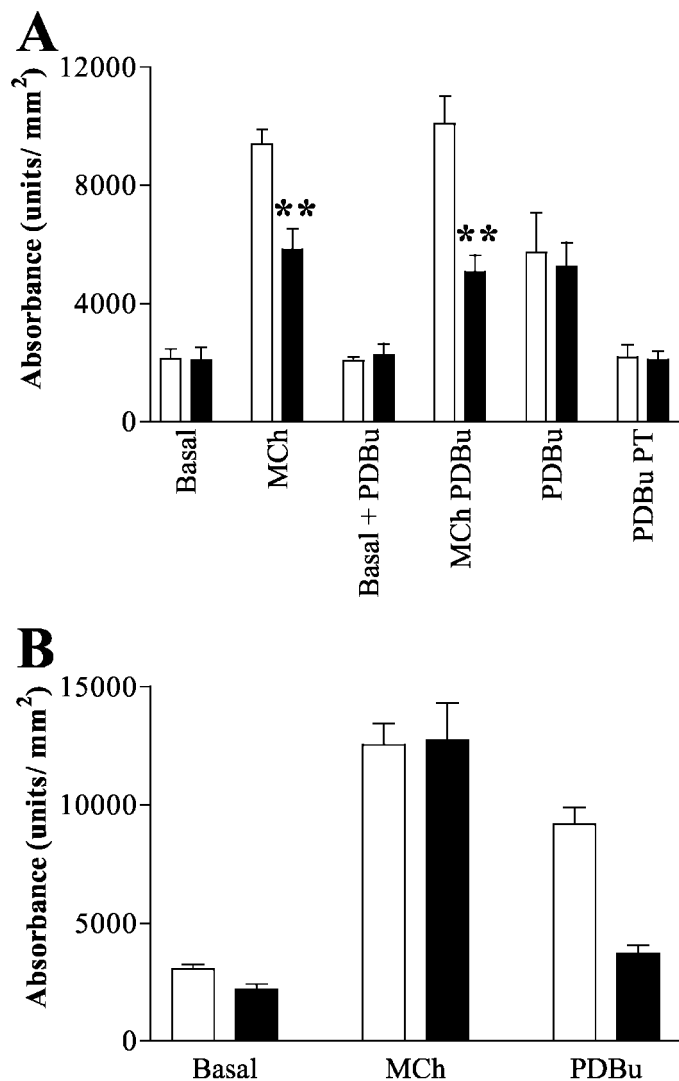 A
Absorbance (units/ mm²)
12000
8000
4000
0
**
**
Basal
MCh
Basal + PDBu
MCh PDBu
PDBu
PDBu PT
B
Absorbance (units/ mm²)
15000
10000
5000
0
Basal
MCh
PDBu